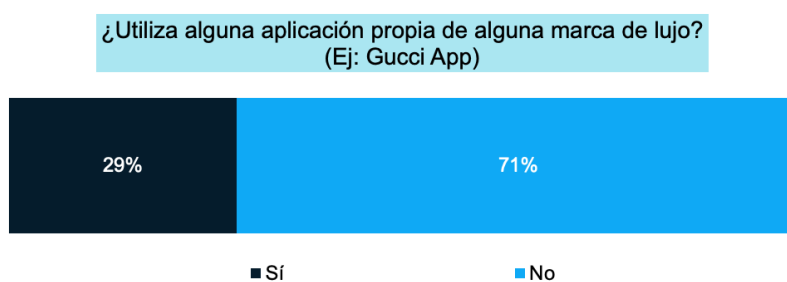 ¿Utiliza alguna aplicación propia de alguna marca de lujo?
(Ej: Gucci App)
29% 71%
Sí No